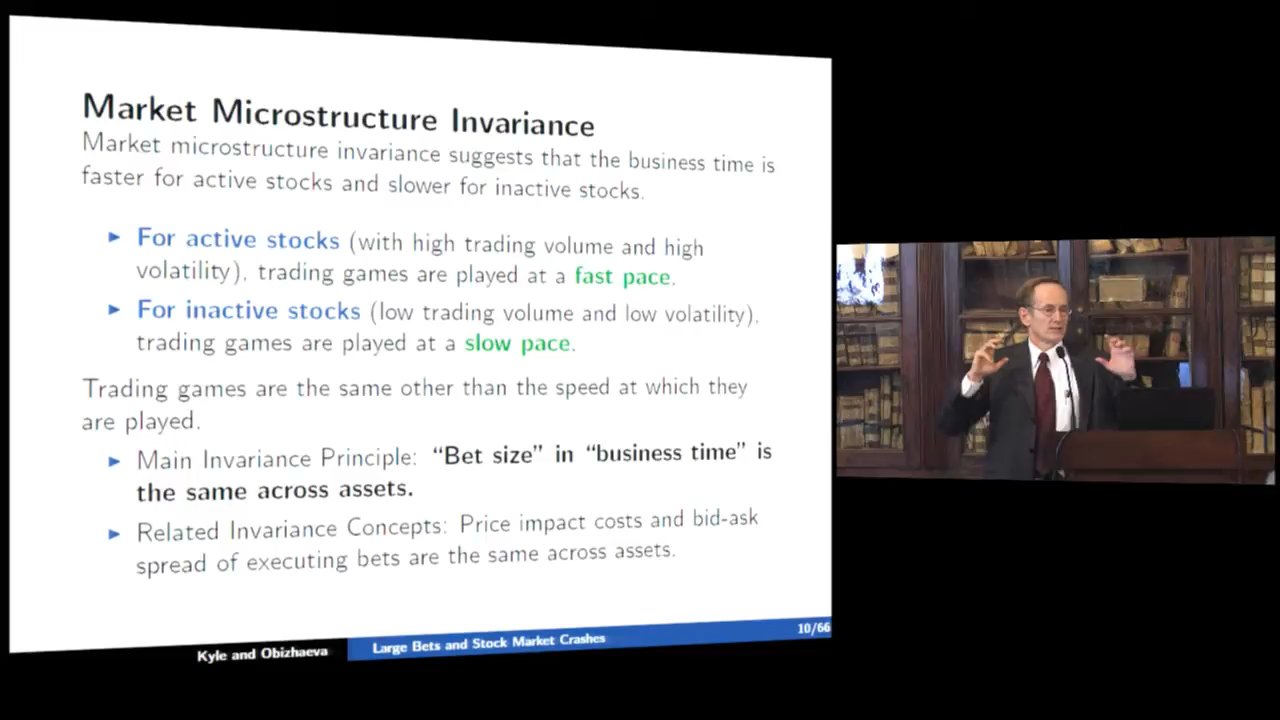 Market Microstructure Invariance
Market microstructure invariance suggests that the business time is
faster for active stocks and slower for inactive stocks.
► For active stocks (with high trading volume and high
volatility), trading games are played at a fast pace.
► For inactive stocks (low trading volume and low volatility),
trading games are played at a slow pace.
Trading games are the same other than the speed at which they
are played.
► Main Invariance Principle: “Bet size” in “business time” is
the same across assets.
► Related Invariance Concepts: Price impact costs and bid-ask
spread of executing bets are the same across assets.
Kyle and Obizhaeva
Large Bets and Stock Market Crashes
10/66